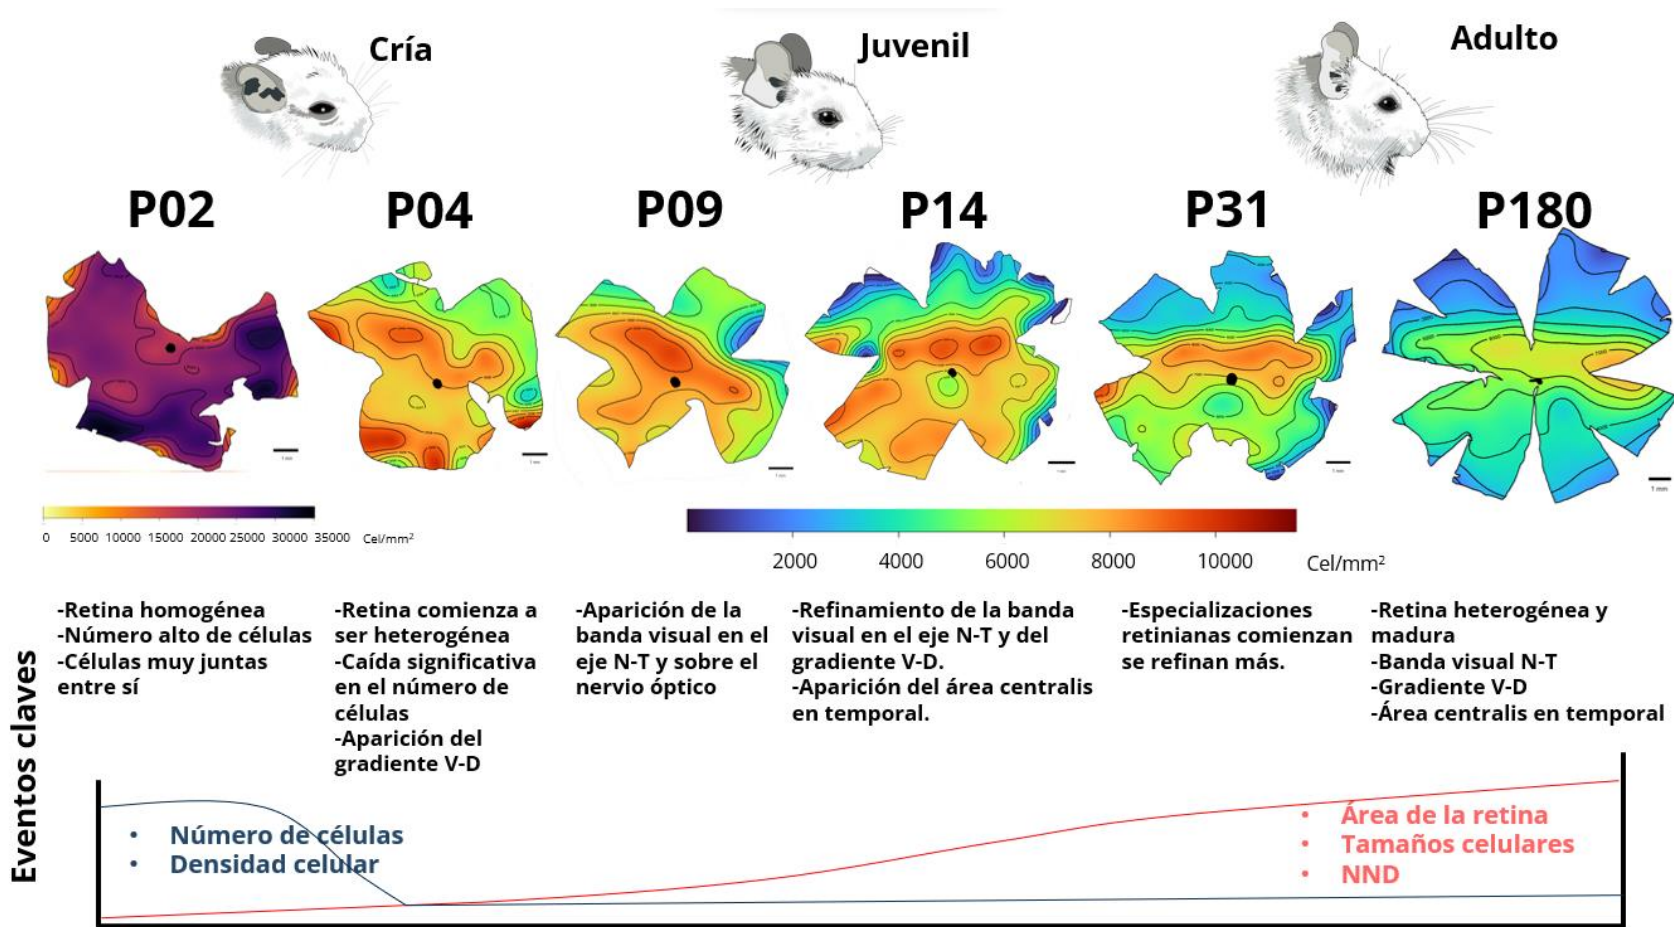 Cría
Juvenil
Adulto
P02
P04
P09
P14
P31
P180
1 mm
0 5000 10000 15000 20000 25000 30000 35000 Cel/mm²
2000 4000 6000 8000 10000 Cel/mm²
Eventos claves
-Retina homogénea
-Número alto de células
-Células muy juntas
entre sí
-Retina comienza a
ser heterogénea
-Caída significativa
en el número de
células
-Aparición del
gradiente V-D
-Aparición de la
banda visual en el
eje N-T y sobre el
nervio óptico
-Refinamiento de la banda
visual en el eje N-T y del
gradiente V-D.
-Aparición del área centralis
en temporal.
-Especializaciones
retinianas comienzan
se refinan más.
-Retina heterogénea y
madura
-Banda visual N-T
-Gradiente V-D
-Área centralis en temporal
• Número de células
• Densidad celular
• Área de la retina
• Tamaños celulares
• NND